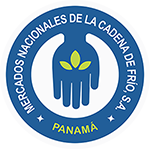 MERCADOS NACIONALES DE LA CADENA DE FRÍO, S.A.
PANAMÁ